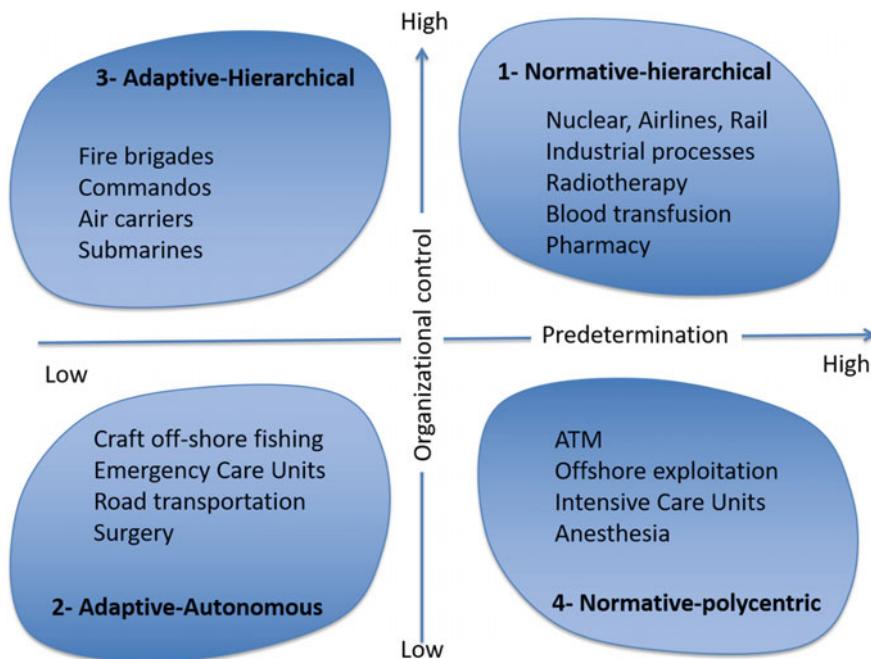 High
3- Adaptive-Hierarchical
Fire brigades
Commandos
Air carriers
Submarines
1- Normative-hierarchical
Nuclear, Airlines, Rail
Industrial processes
Radiotherapy
Blood transfusion
Pharmacy
Organizational control
Predetermination
Low
High
Craft off-shore fishing
Emergency Care Units
Road transportation
Surgery
2- Adaptive-Autonomous
ATM
Offshore exploitation
Intensive Care Units
Anesthesia
4- Normative-polycentric
Low